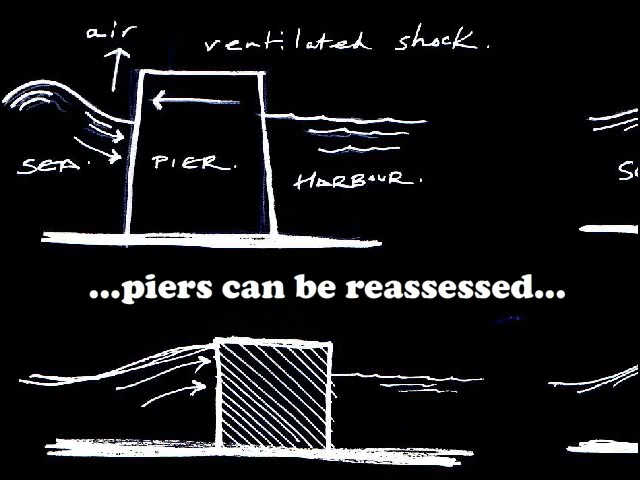 air
ventilated shock.
SEA.
PIER.
HARBOUR.
S
...piers can be reassessed...